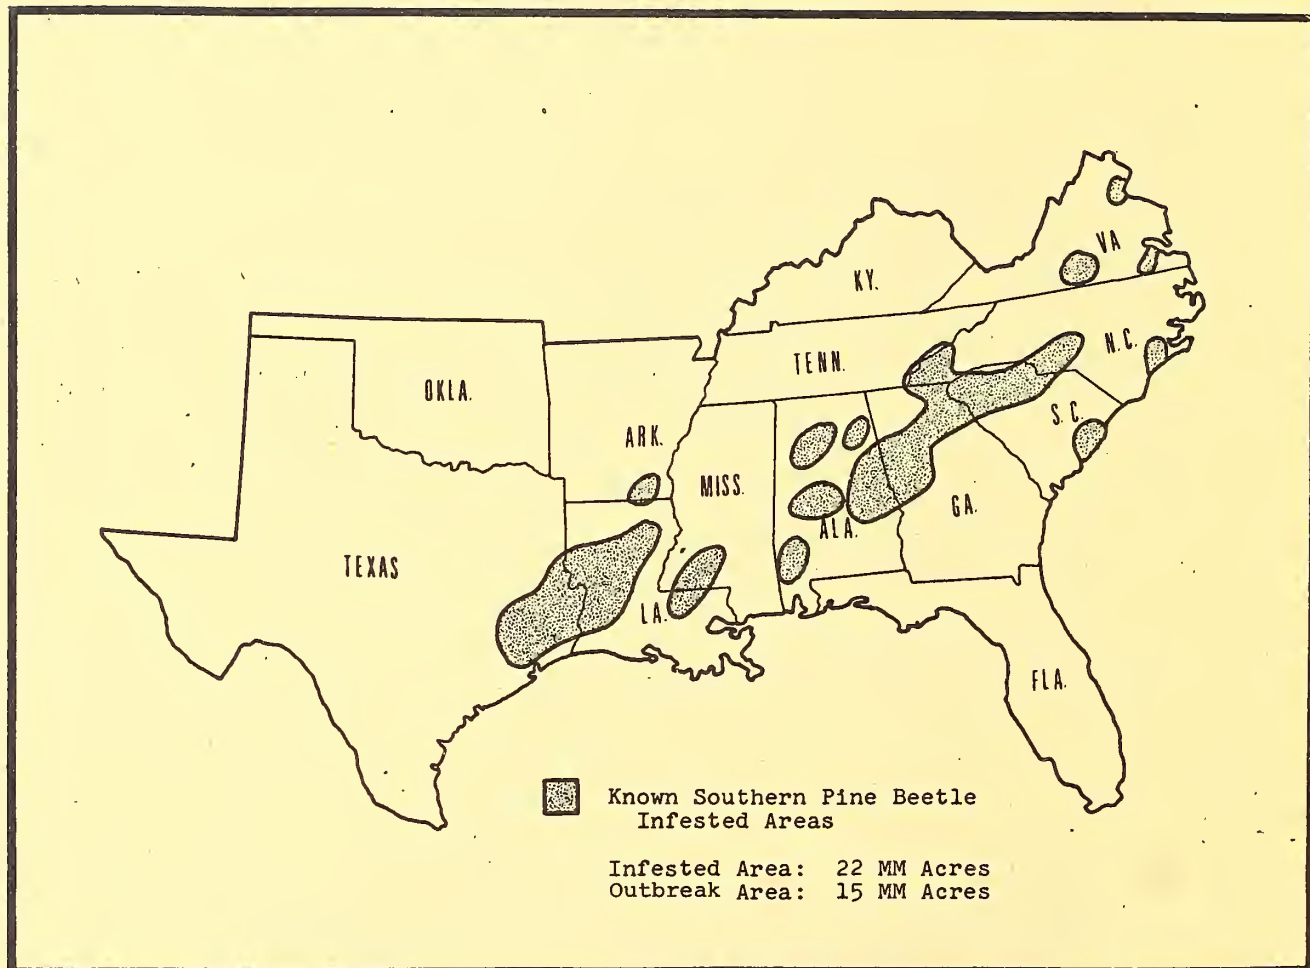 VA
KY.
N.C.
TENN.
OKLA.
S.C.
ARK.
MISS.
GA.
ALA.
TEXAS
LA.
FLA.
Known Southern Pine Beetle
Infested Areas
Infested Area: 22 MM Acres
Outbreak Area: 15 MM Acres